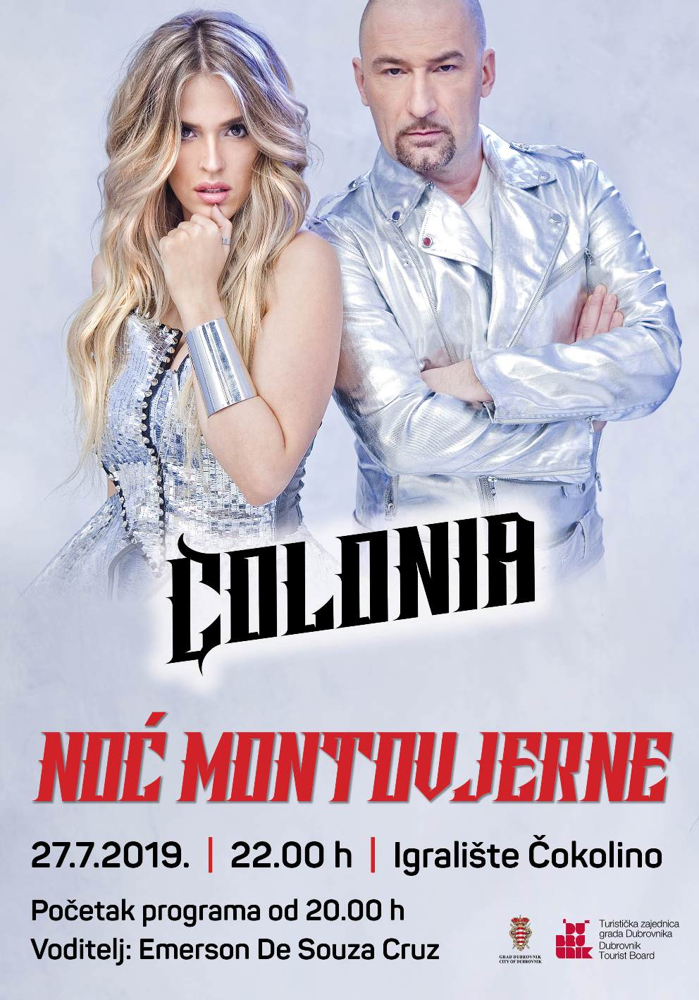 COLONIA
NOĆ MONTOVJERNE
27.7.2019. | 22.00 h | Igralište Čokolino
Početak programa od 20.00 h
Voditelj: Emerson De Souza Cruz
GRAD DUBROVNIK
CITY OF DUBROVNIK
DU
BRO
VNIK
Turistička zajednica
grada Dubrovnika
Dubrovnik
Tourist Board